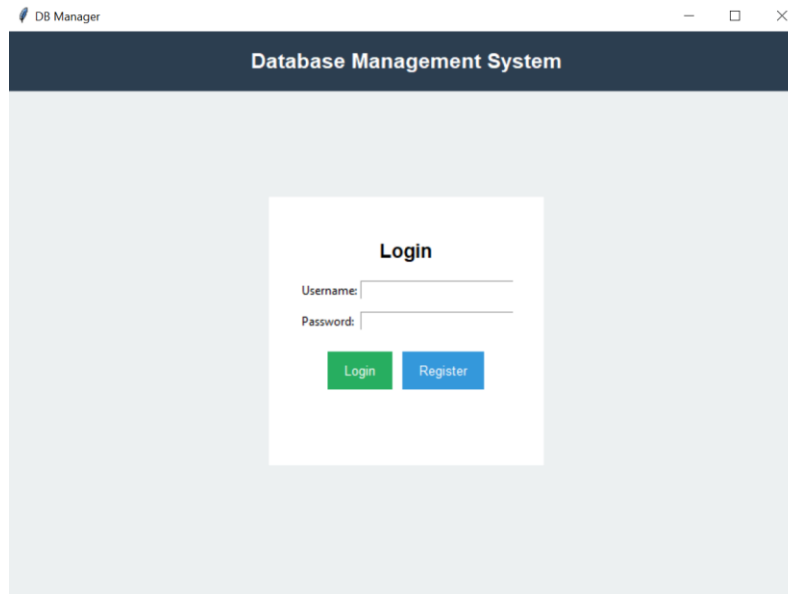 DB Manager
Database Management System
Login
Username:
Password:
Login Register